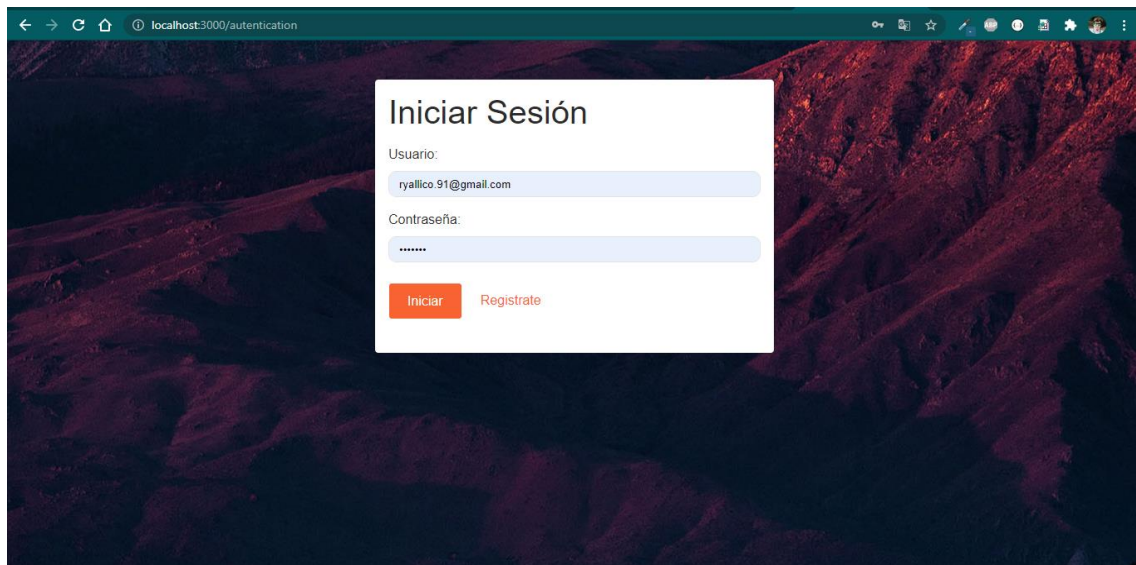 localhost:3000/autentication
Iniciar Sesión
Usuario:
ryallico.91@gmail.com
Contraseña:
•••••••
Iniciar Registrate